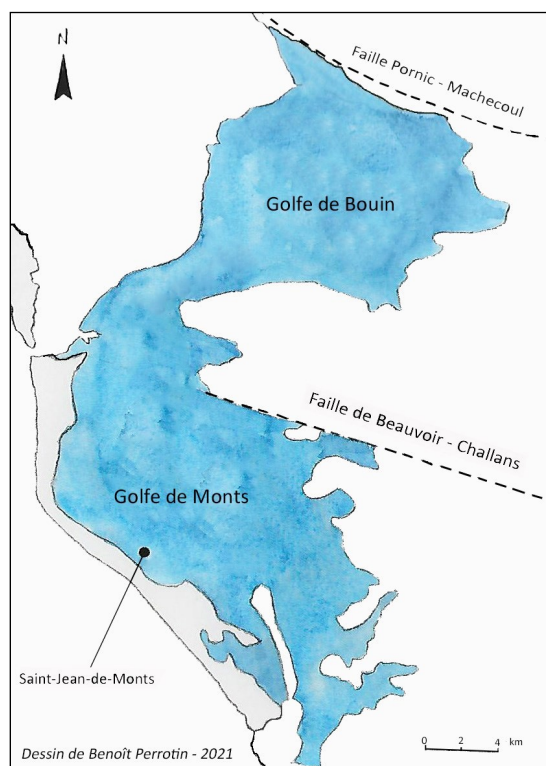 N
Faille Pornic - Machecoul
Golfe de Bouin
Faille de Beauvoir - Challans
Golfe de Monts
Saint-Jean-de-Monts
0 2 4 km
Dessin de Benoît Perrotin - 2021